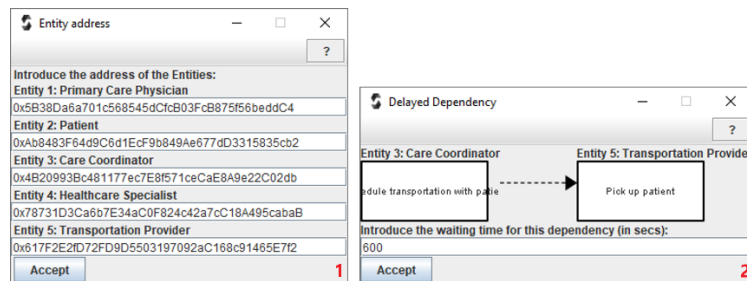 Entity address
?
Introduce the address of the Entities:
Entity 1: Primary Care Physician
0x5B38Da6a701c568545dCfcB03FcB875f56beddC4
Entity 2: Patient
0xAb8483F64d9C6d1EcF9b849Ae677dD3315835cb2
Entity 3: Care Coordinator
0x4B20993Bc481177ec7E8f571ceCaE8A9e22C02db
Entity 4: Healthcare Specialist
0x78731D3Ca6b7E34aC0F824c42a7cC18A495cabaB
Entity 5: Transportation Provider
0x617F2E2fD72FD9D5503197092aC168c91465E7f2
Accept
1
Delayed Dependency
?
Entity 3: Care Coordinator
Entity 5: Transportation Provide
edule transportation with patie
Pick up patient
Introduce the waiting time for this dependency (in secs):
600
Accept
2